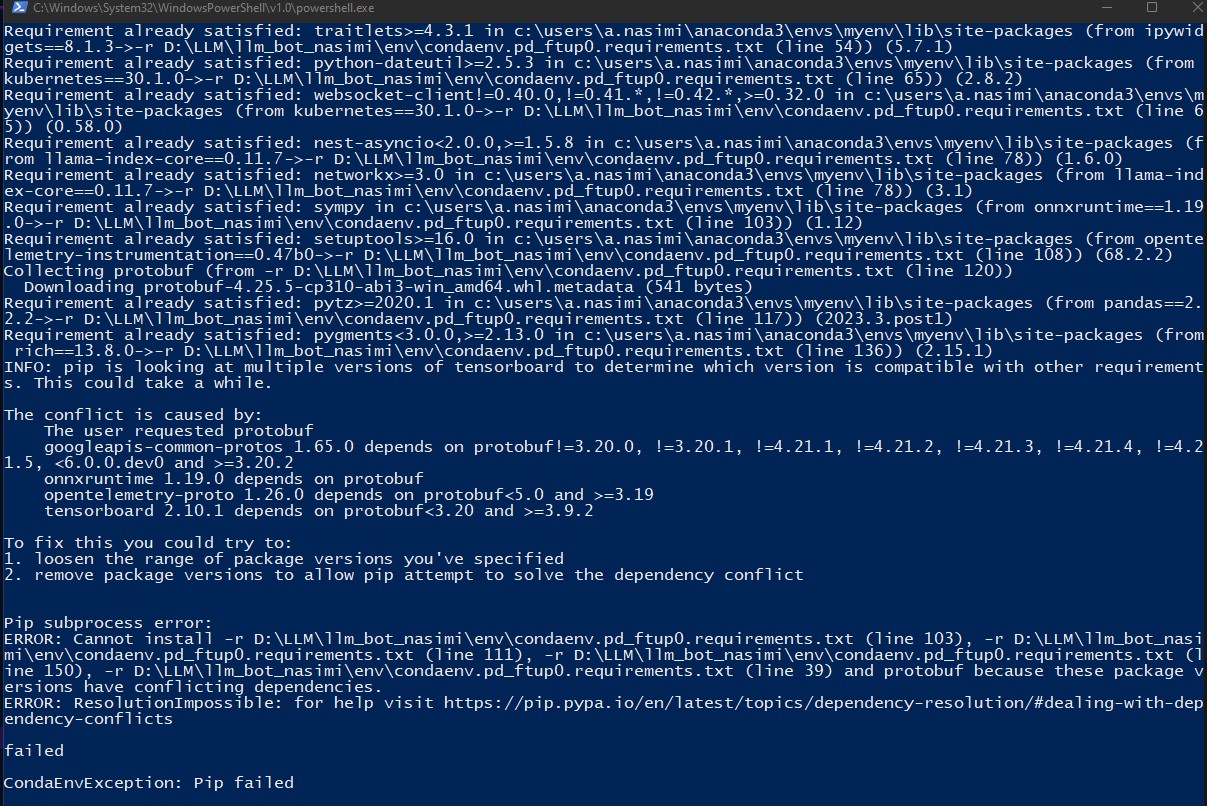 C:\Windows\System32\WindowsPowerShell\v1.0\powershell.exe
Requirement already satisfied: traitlets>=4.3.1 in c:\users\a.nasimi\anaconda3\envs\myenv\lib\site-packages (from ipywid
gets==8.1.3->-r D:\LLM\llm_bot_nasimi\env\condaenv.pd_ftup0.requirements.txt (line 54)) (5.7.1)
Requirement already satisfied: python-dateutil>=2.5.3 in c:\users\a.nasimi\anaconda3\envs\myenv\lib\site-packages (from
kubernetes==30.1.0->-r D:\LLM\llm_bot_nasimi\env\condaenv.pd_ftup0.requirements.txt (line 65)) (2.8.2)
Requirement already satisfied: websocket-client!=0.40.0,!=0.41.*,!=0.42.*,>=0.32.0 in c:\users\a.nasimi\anaconda3\envs\m
yenv\lib\site-packages (from kubernetes==30.1.0->-r D:\LLM\llm_bot_nasimi\env\condaenv.pd_ftup0.requirements.txt (line 6
5)) (0.58.0)
Requirement already satisfied: nest-asyncio<2.0.0,>=1.5.8 in c:\users\a.nasimi\anaconda3\envs\myenv\lib\site-packages (f
rom llama-index-core==0.11.7->-r D:\LLM\llm_bot_nasimi\env\condaenv.pd_ftup0.requirements.txt (line 78)) (1.6.0)
Requirement already satisfied: networkx>=3.0 in c:\users\a.nasimi\anaconda3\envs\myenv\lib\site-packages (from llama-ind
ex-core==0.11.7->-r D:\LLM\llm_bot_nasimi\env\condaenv.pd_ftup0.requirements.txt (line 78)) (3.1)
Requirement already satisfied: sympy in c:\users\a.nasimi\anaconda3\envs\myenv\lib\site-packages (from onnxruntime==1.19
.0->-r D:\LLM\llm_bot_nasimi\env\condaenv.pd_ftup0.requirements.txt (line 103)) (1.12)
Requirement already satisfied: setuptools>=16.0 in c:\users\a.nasimi\anaconda3\envs\myenv\lib\site-packages (from opente
lemetry-instrumentation==0.47b0->-r D:\LLM\llm_bot_nasimi\env\condaenv.pd_ftup0.requirements.txt (line 108)) (68.2.2)
Collecting protobuf (from -r D:\LLM\llm_bot_nasimi\env\condaenv.pd_ftup0.requirements.txt (line 120))
Downloading protobuf-4.25.5-cp310-abi3-win_amd64.whl.metadata (541 bytes)
Requirement already satisfied: pytz>=2020.1 in c:\users\a.nasimi\anaconda3\envs\myenv\lib\site-packages (from pandas==2.
2.2->-r D:\LLM\llm_bot_nasimi\env\condaenv.pd_ftup0.requirements.txt (line 117)) (2023.3.post1)
Requirement already satisfied: pygments<3.0.0,>=2.13.0 in c:\users\a.nasimi\anaconda3\envs\myenv\lib\site-packages (from
rich==13.8.0->-r D:\LLM\llm_bot_nasimi\env\condaenv.pd_ftup0.requirements.txt (line 136)) (2.15.1)
INFO: pip is looking at multiple versions of tensorboard to determine which version is compatible with other requirement
s. This could take a while.
The conflict is caused by:
The user requested protobuf
googleapis-common-protos 1.65.0 depends on protobuf!=3.20.0, !=3.20.1, !=4.21.1, !=4.21.2, !=4.21.3, !=4.21.4, !=4.2
1.5, <6.0.0.dev0 and >=3.20.2
onnxruntime 1.19.0 depends on protobuf
opentelemetry-proto 1.26.0 depends on protobuf<5.0 and >=3.19
tensorboard 2.10.1 depends on protobuf<3.20 and >=3.9.2
To fix this you could try to:
1. loosen the range of package versions you've specified
2. remove package versions to allow pip attempt to solve the dependency conflict
Pip subprocess error:
ERROR: Cannot install -r D:\LLM\llm_bot_nasimi\env\condaenv.pd_ftup0.requirements.txt (line 103), -r D:\LLM\llm_bot_nasi
mi\env\condaenv.pd_ftup0.requirements.txt (line 111), -r D:\LLM\llm_bot_nasimi\env\condaenv.pd_ftup0.requirements.txt (l
ine 150), -r D:\LLM\llm_bot_nasimi\env\condaenv.pd_ftup0.requirements.txt (line 39) and protobuf because these package v
ersions have conflicting dependencies.
ERROR: ResolutionImpossible: for help visit https://pip.pypa.io/en/latest/topics/dependency-resolution/#dealing-with-dep
endency-conflicts
failed
CondaEnvException: Pip failed